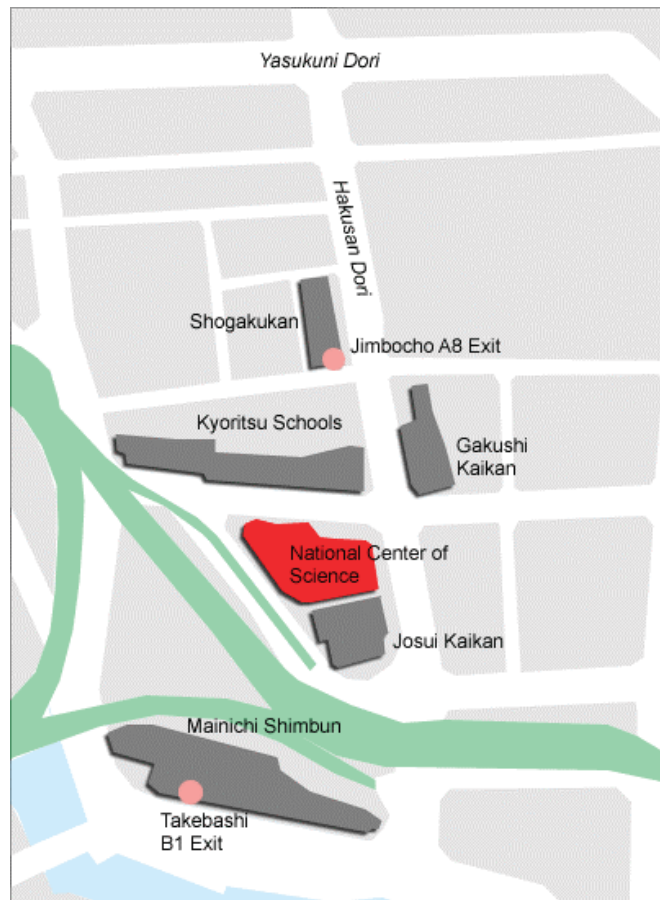 Yasukuni Dori
Hakusan Dori
Shogakukan
Jimbocho A8 Exit
Kyoritsu Schools
Gakushi
Kaikan
National Center of
Science
Josui Kaikan
Mainichi Shimbun
Takebashi
B1 Exit